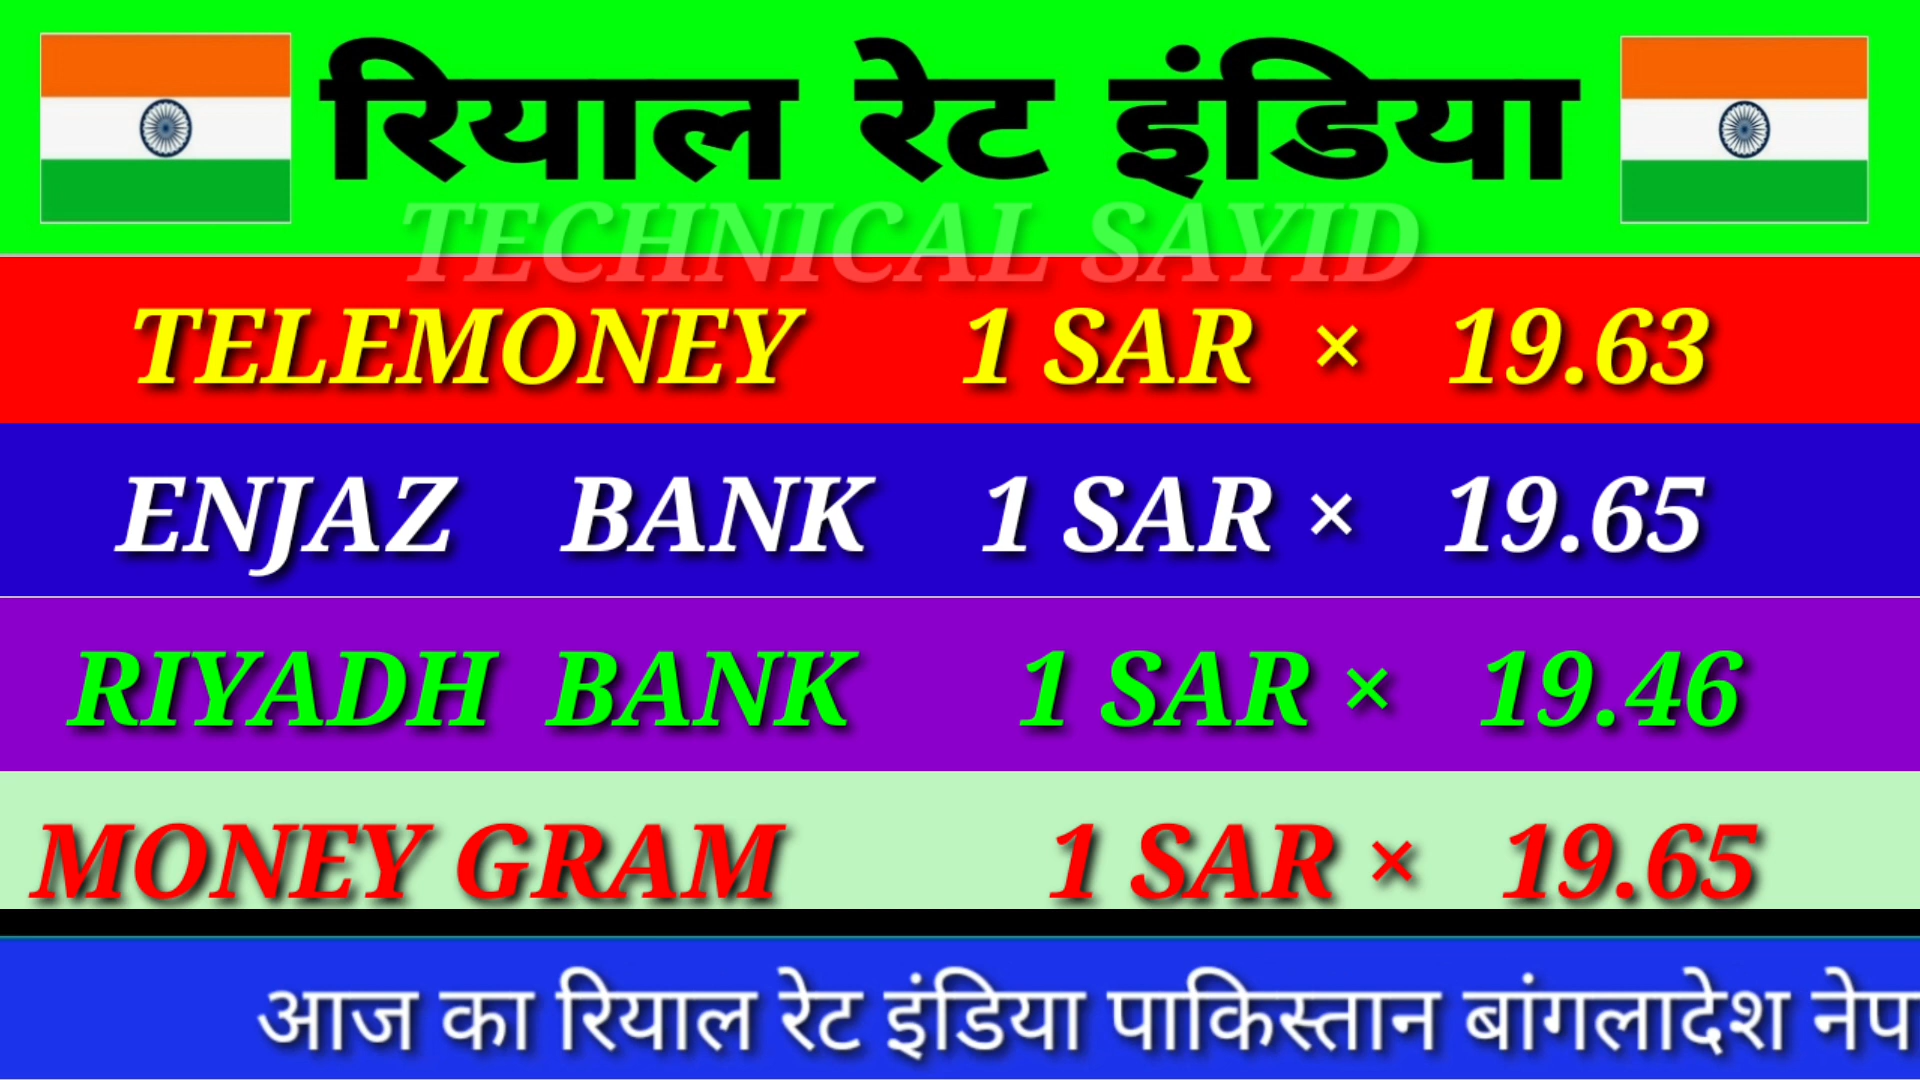 रियाल रेट इंडिया
TECHNICAL SAYID
TELEMONEY 1 SAR × 19.63
ENJAZ BANK 1 SAR × 19.65
RIYADH BANK 1 SAR × 19.46
MONEY GRAM 1 SAR × 19.65
आज का रियाल रेट इंडिया पाकिस्तान बांगलादेश